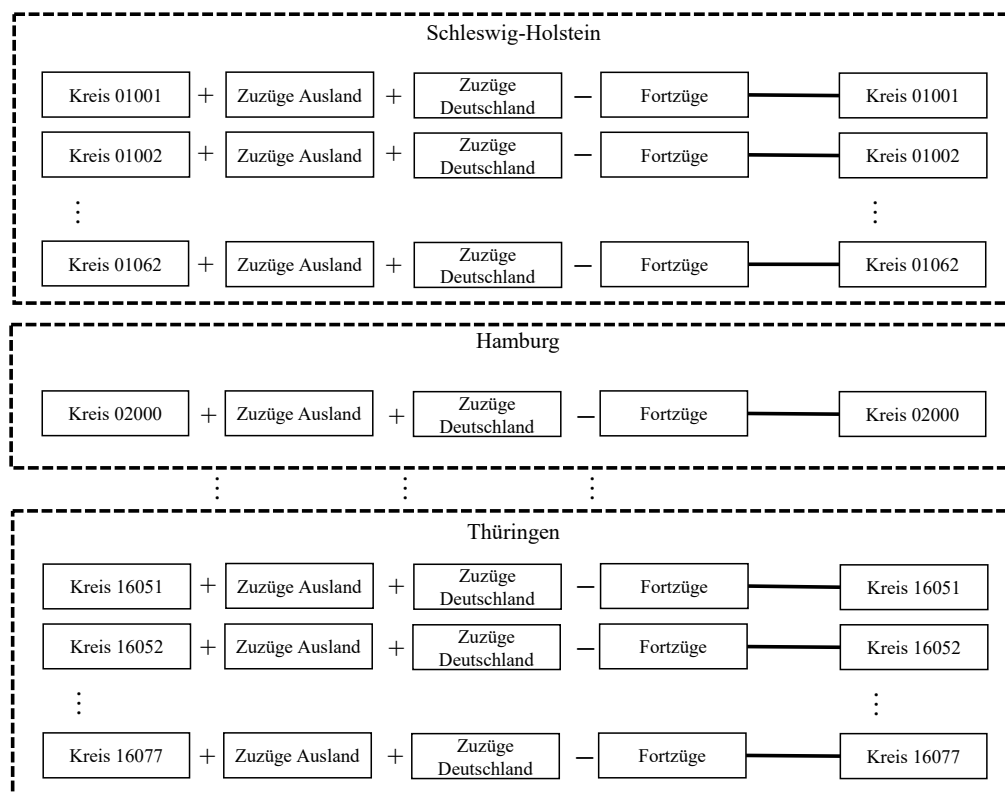 Schleswig-Holstein
Kreis 01001 + Zuzüge Ausland + Zuzüge Deutschland − Fortzüge Kreis 01001
Kreis 01002 + Zuzüge Ausland + Zuzüge Deutschland − Fortzüge Kreis 01002
⋮ ⋮
Kreis 01062 + Zuzüge Ausland + Zuzüge Deutschland − Fortzüge Kreis 01062
Hamburg
Kreis 02000 + Zuzüge Ausland + Zuzüge Deutschland − Fortzüge Kreis 02000
⋮ ⋮ ⋮
Thüringen
Kreis 16051 + Zuzüge Ausland + Zuzüge Deutschland − Fortzüge Kreis 16051
Kreis 16052 + Zuzüge Ausland + Zuzüge Deutschland − Fortzüge Kreis 16052
⋮ ⋮
Kreis 16077 + Zuzüge Ausland + Zuzüge Deutschland − Fortzüge Kreis 16077